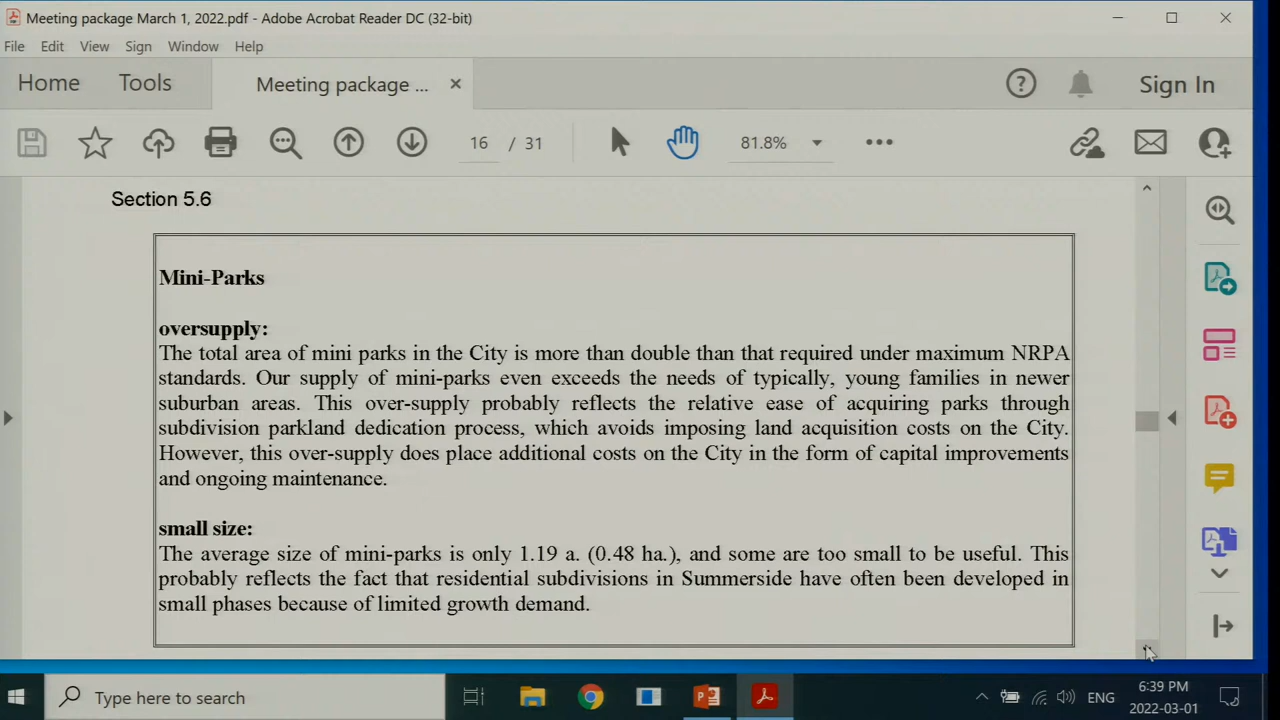 Meeting package March 1, 2022.pdf - Adobe Acrobat Reader DC (32-bit)
File Edit View Sign Window Help
Home Tools Meeting package ... Sign In
16 / 31 81.8%
Section 5.6
Mini-Parks
oversupply:
The total area of mini parks in the City is more than double than that required under maximum NRPA
standards. Our supply of mini-parks even exceeds the needs of typically, young families in newer
suburban areas. This over-supply probably reflects the relative ease of acquiring parks through
subdivision parkland dedication process, which avoids imposing land acquisition costs on the City.
However, this over-supply does place additional costs on the City in the form of capital improvements
and ongoing maintenance.
small size:
The average size of mini-parks is only 1.19 a. (0.48 ha.), and some are too small to be useful. This
probably reflects the fact that residential subdivisions in Summerside have often been developed in
small phases because of limited growth demand.
Type here to search
ENG
6:39 PM
2022-03-01